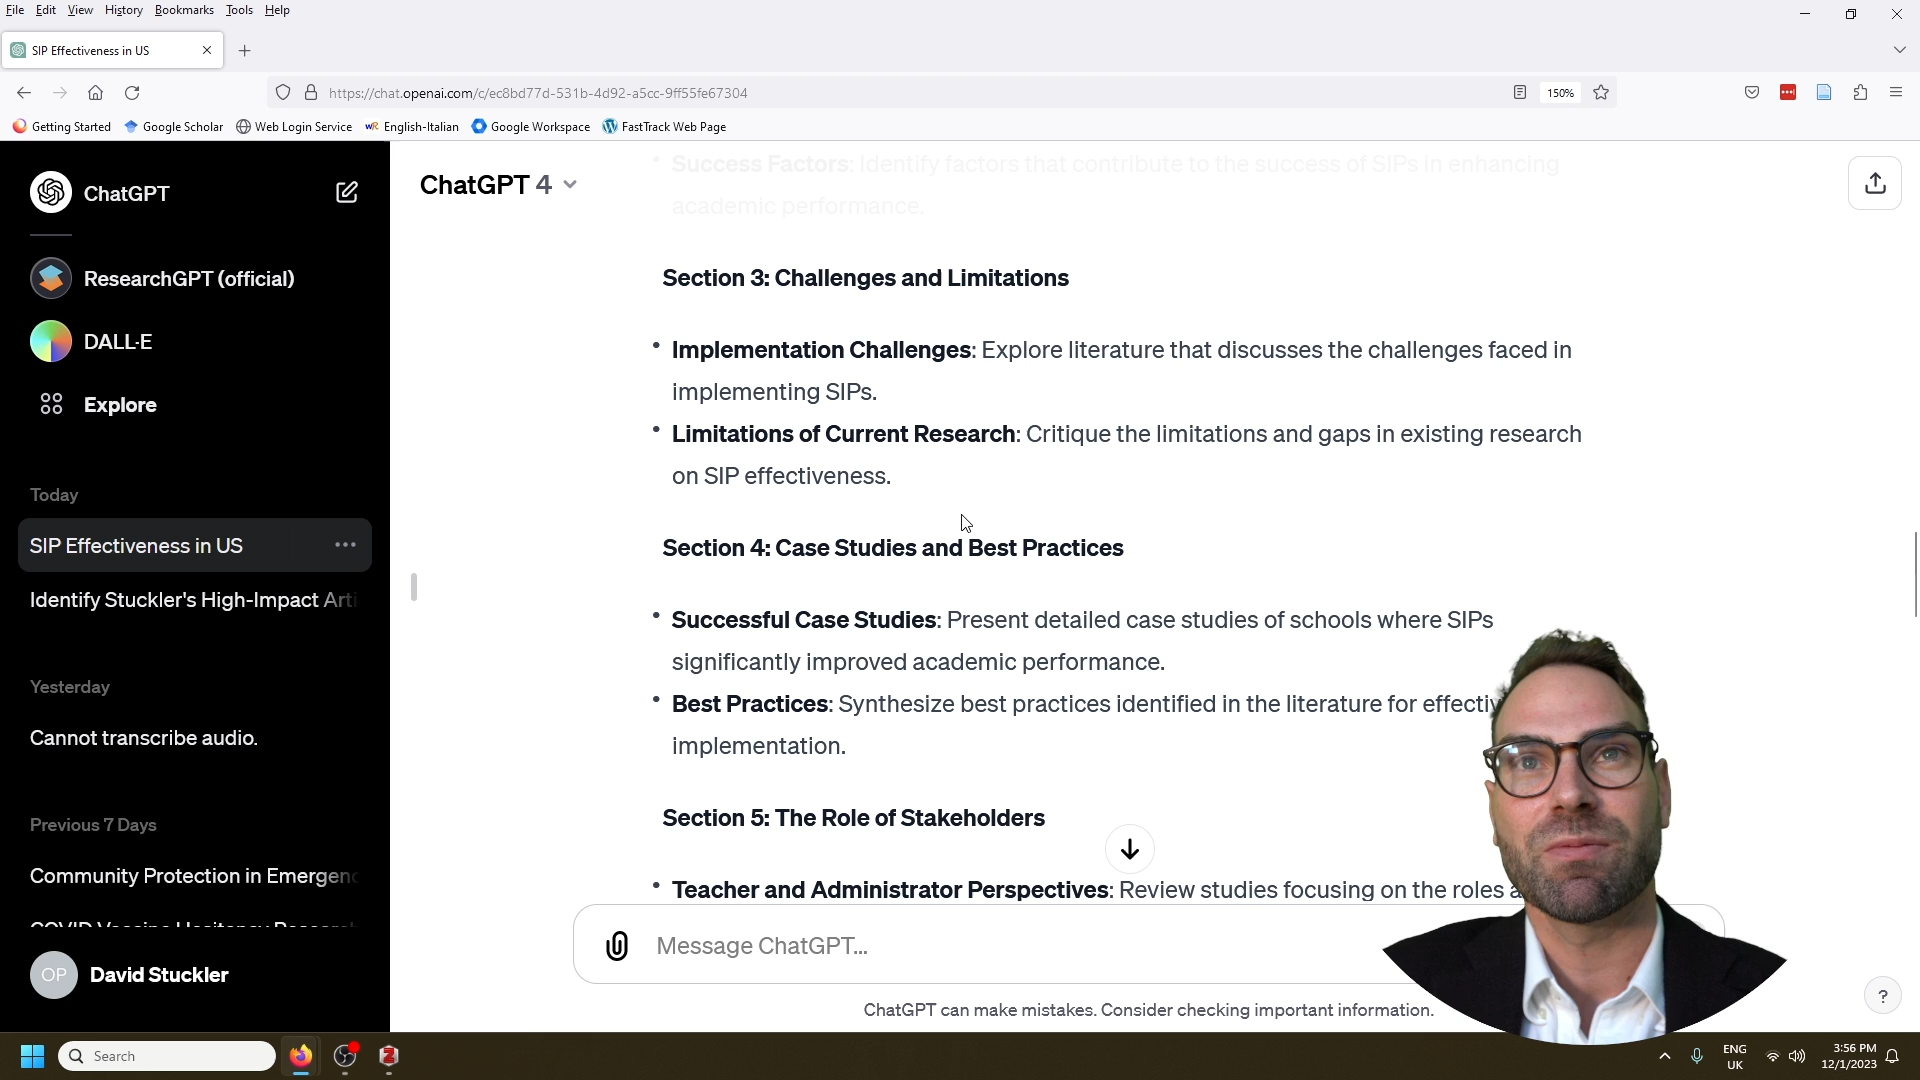 File Edit View History Bookmarks Tools Help
SIP Effectiveness in US
https://chat.openai.com/c/ec8bd77d-531b-4d92-a5cc-9ff55fe67304
150%
Getting Started Google Scholar Web Login Service English-Italian Google Workspace FastTrack Web Page
ChatGPT
ResearchGPT (official)
DALL·E
Explore
Today
SIP Effectiveness in US
Identify Stuckler's High-Impact Arti
Yesterday
Cannot transcribe audio.
Previous 7 Days
Community Protection in Emergenc
OP David Stuckler
ChatGPT 4
Success Factors: Identify factors that contribute to the success of SIPs in enhancing
academic performance.
Section 3: Challenges and Limitations
Implementation Challenges: Explore literature that discusses the challenges faced in
implementing SIPs.
Limitations of Current Research: Critique the limitations and gaps in existing research
on SIP effectiveness.
Section 4: Case Studies and Best Practices
Successful Case Studies: Present detailed case studies of schools where SIPs
significantly improved academic performance.
Best Practices: Synthesize best practices identified in the literature for effectiv
implementation.
Section 5: The Role of Stakeholders
Teacher and Administrator Perspectives: Review studies focusing on the roles a
Message ChatGPT...
ChatGPT can make mistakes. Consider checking important information.
?
Search
ENG
UK
3:56 PM
12/1/2023